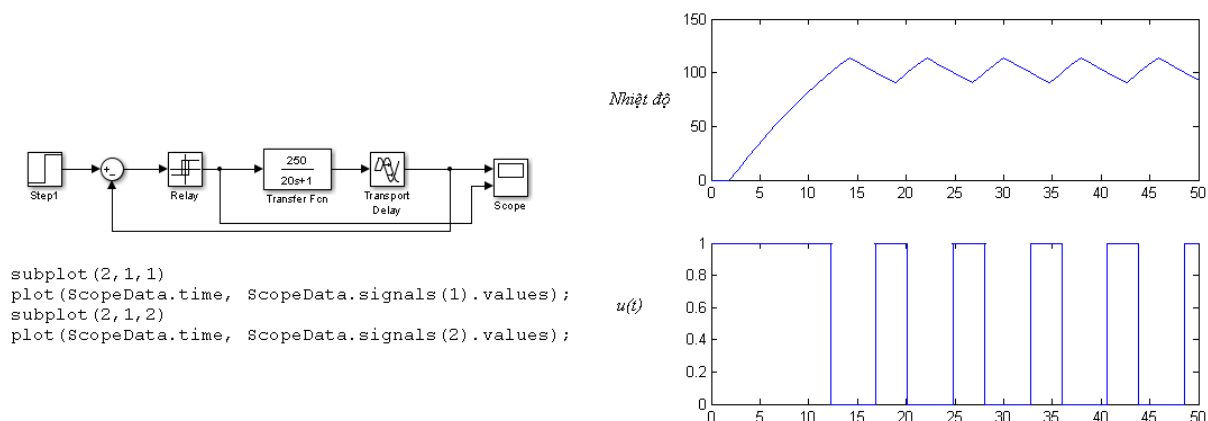 250
20s+1
Step1
Relay
Transfer Fcn
Transport
Delay
Scope
subplot(2,1,1)
plot(ScopeData.time, ScopeData.signals(1).values);
subplot(2,1,2)
plot(ScopeData.time, ScopeData.signals(2).values);
150
100
50
0
Nhiệt độ
0 5 10 15 20 25 30 35 40 45 50
1
0.8
0.6
0.4
0.2
0
u(t)
0 5 10 15 20 25 30 35 40 45 50